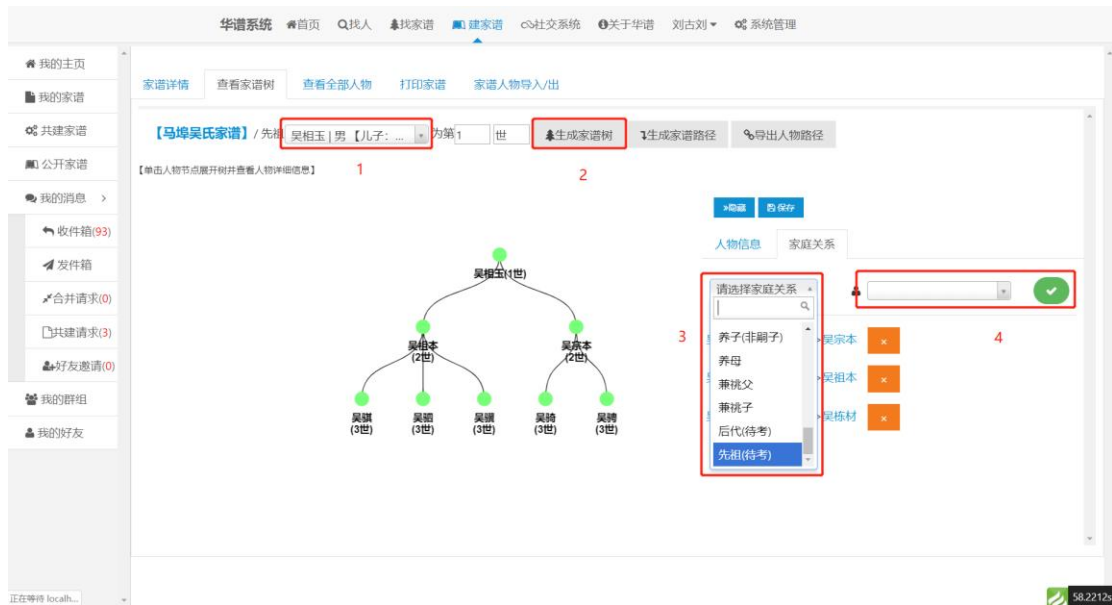 华谱系统 首页 找人 找家谱 建家谱 社交系统 关于华谱 刘古刘 系统管理
我的主页
我的家谱
共建家谱
公开家谱
我的消息 >
收件箱(93)
发件箱
合并请求(0)
共建请求(3)
好友邀请(0)
我的群组
我的好友
家谱详情 查看家谱树 查看全部人物 打印家谱 家谱人物导入/出
【马埠吴氏家谱】 / 先祖 吴相玉 | 男 【儿子: ... 为第 1 世 生成家谱树 生成家谱路径 导出人物路径
【单击人物节点展开树并查看人物详细信息】
1
2
»隐藏 保存
人物信息 家庭关系
请选择家庭关系
3
4
养子(非嗣子)
养母
兼祧父
兼祧子
后代(待考)
先祖(待考)
吴宗本 ×
吴祖本 ×
吴栋材 ×
吴相玉(1世)
吴祖本
(2世)
吴宗本
(2世)
吴骐
(3世)
吴骝
(3世)
(3世)
吴骑
(3世)
吴骋
(3世)
正在等待 localh...
58.2212s